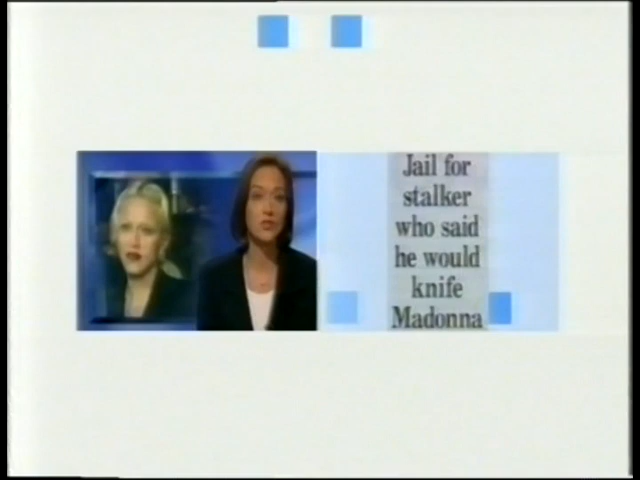 Jail for
stalker
who said
he would
knife
Madonna